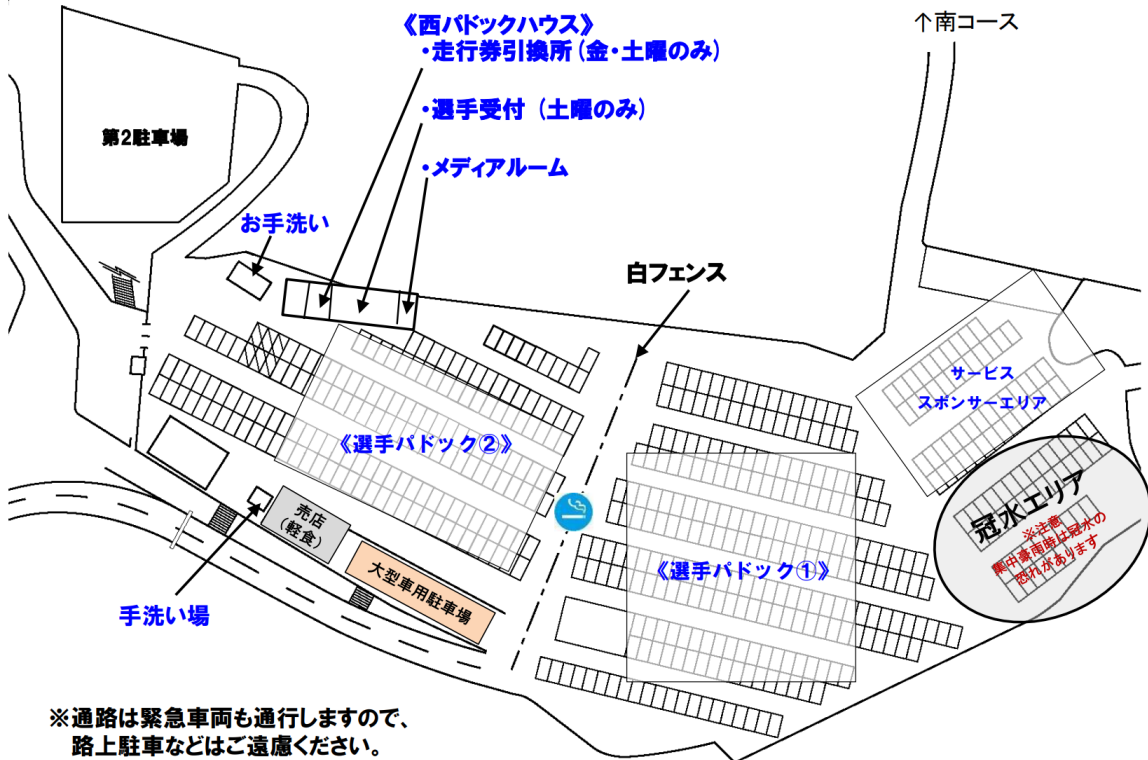 《西パドックハウス》
↑南コース
・走行券引換所(金・土曜のみ)
・選手受付 (土曜のみ)
第2駐車場
・メディアルーム
お手洗い
白フェンス
サービス
スポンサーエリア
《選手パドック②》
冠水エリア
※注意
集中豪雨時は冠水の
恐れがあります
売店
(軽食)
大型車用駐車場
《選手パドック①》
手洗い場
※通路は緊急車両も通行しますので、
路上駐車などはご遠慮ください。